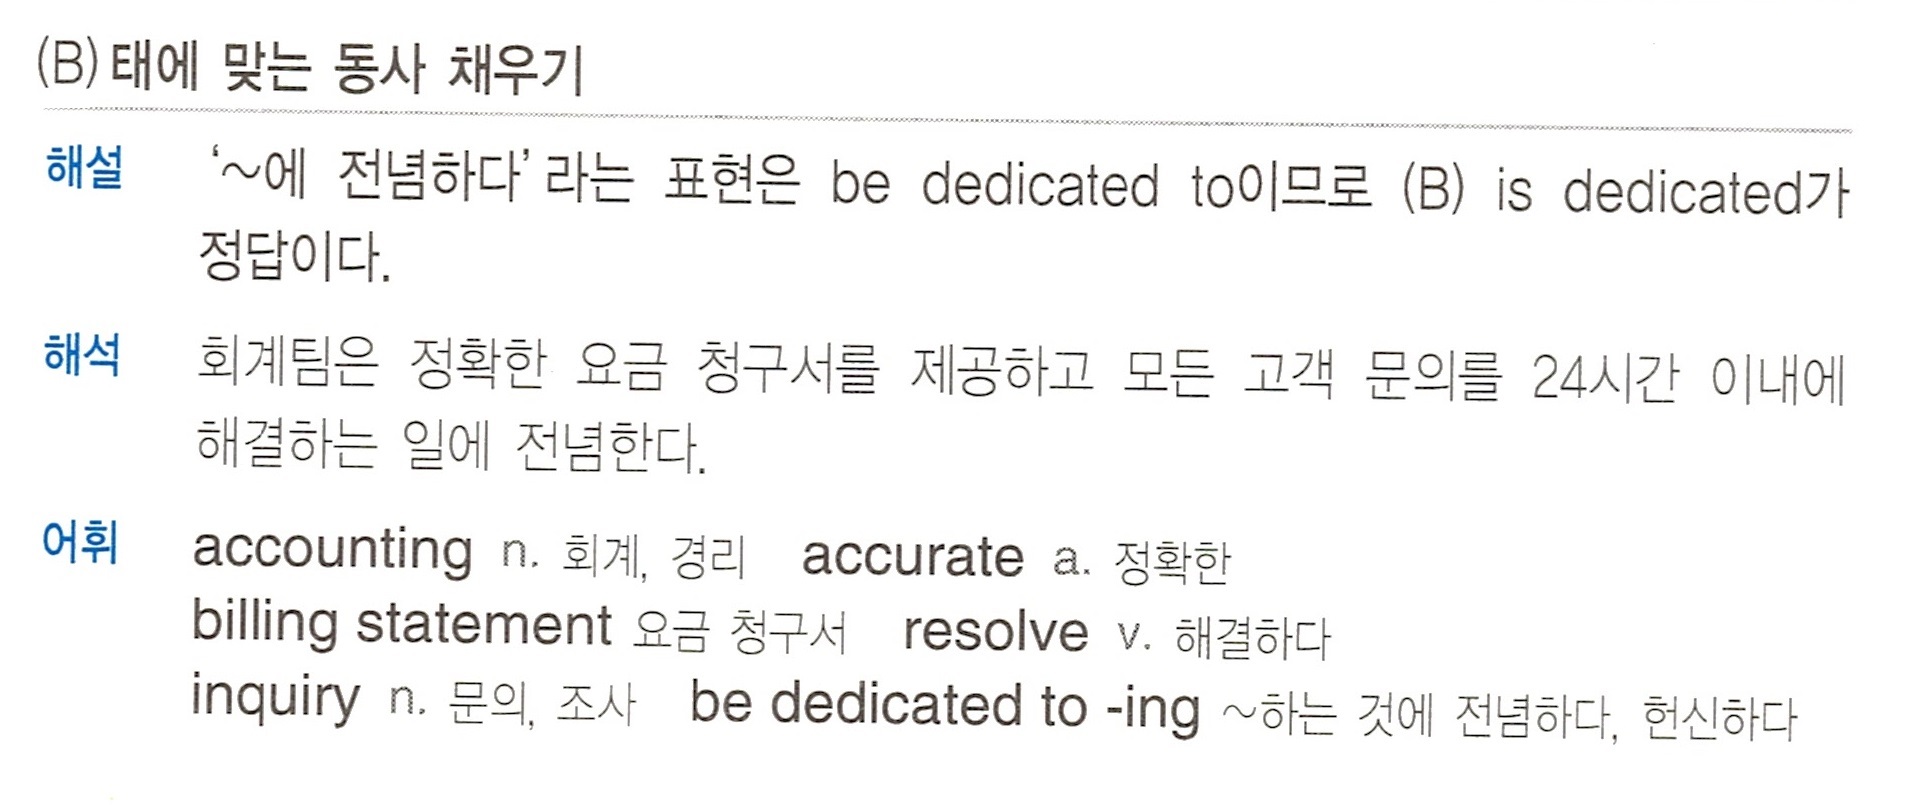 (B) 태에 맞는 동사 채우기
해설 '~에 전념하다'라는 표현은 be dedicated to이므로 (B) is dedicated가
정답이다.
해석 회계팀은 정확한 요금 청구서를 제공하고 모든 고객 문의를 24시간 이내에
해결하는 일에 전념한다.
어휘 accounting n. 회계, 경리 accurate a. 정확한
billing statement 요금 청구서 resolve v. 해결하다
inquiry n. 문의, 조사 be dedicated to -ing ~하는 것에 전념하다, 헌신하다